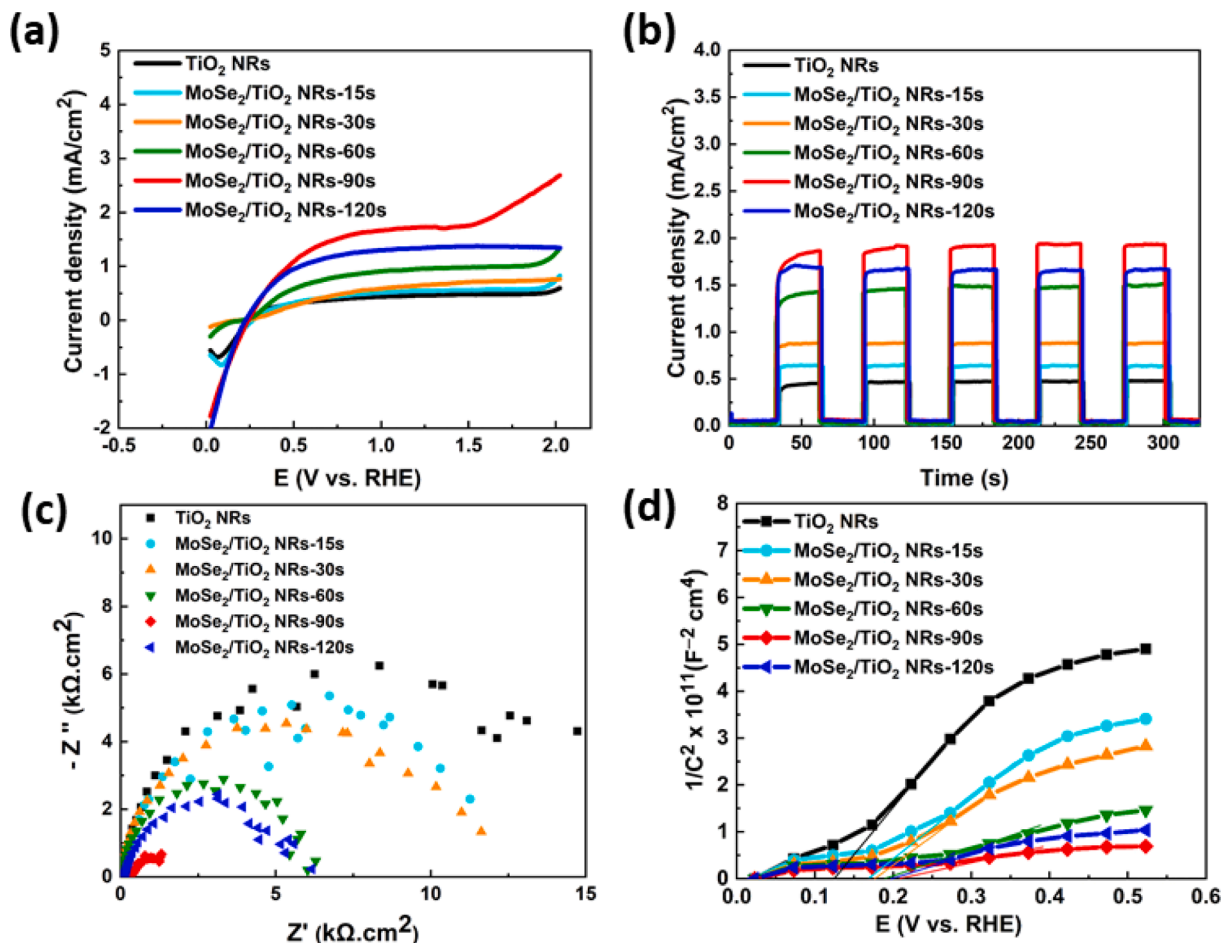 (a)
5
4
3
2
1
0
-1
-2
-0.5
0.0
0.5
1.0
1.5
2.0
Current density (mA/cm²)
E (V vs. RHE)
TiO₂ NRs
MoSe₂/TiO₂ NRs-15s
MoSe₂/TiO₂ NRs-30s
MoSe₂/TiO₂ NRs-60s
MoSe₂/TiO₂ NRs-90s
MoSe₂/TiO₂ NRs-120s
(b)
4.0
3.5
3.0
2.5
2.0
1.5
1.0
0.5
0.0
0
50
100
150
200
250
300
Current density (mA/cm²)
Time (s)
TiO₂ NRs
MoSe₂/TiO₂ NRs-15s
MoSe₂/TiO₂ NRs-30s
MoSe₂/TiO₂ NRs-60s
MoSe₂/TiO₂ NRs-90s
MoSe₂/TiO₂ NRs-120s
(c)
10
8
6
4
2
0
0
5
10
15
- Z '' (kΩ.cm²)
Z' (kΩ.cm²)
TiO₂ NRs
MoSe₂/TiO₂ NRs-15s
MoSe₂/TiO₂ NRs-30s
MoSe₂/TiO₂ NRs-60s
MoSe₂/TiO₂ NRs-90s
MoSe₂/TiO₂ NRs-120s
(d)
8
7
6
5
4
3
2
1
0
0.0
0.1
0.2
0.3
0.4
0.5
0.6
1/C² x 10¹¹(F⁻² cm⁴)
E (V vs. RHE)
TiO₂ NRs
MoSe₂/TiO₂ NRs-15s
MoSe₂/TiO₂ NRs-30s
MoSe₂/TiO₂ NRs-60s
MoSe₂/TiO₂ NRs-90s
MoSe₂/TiO₂ NRs-120s